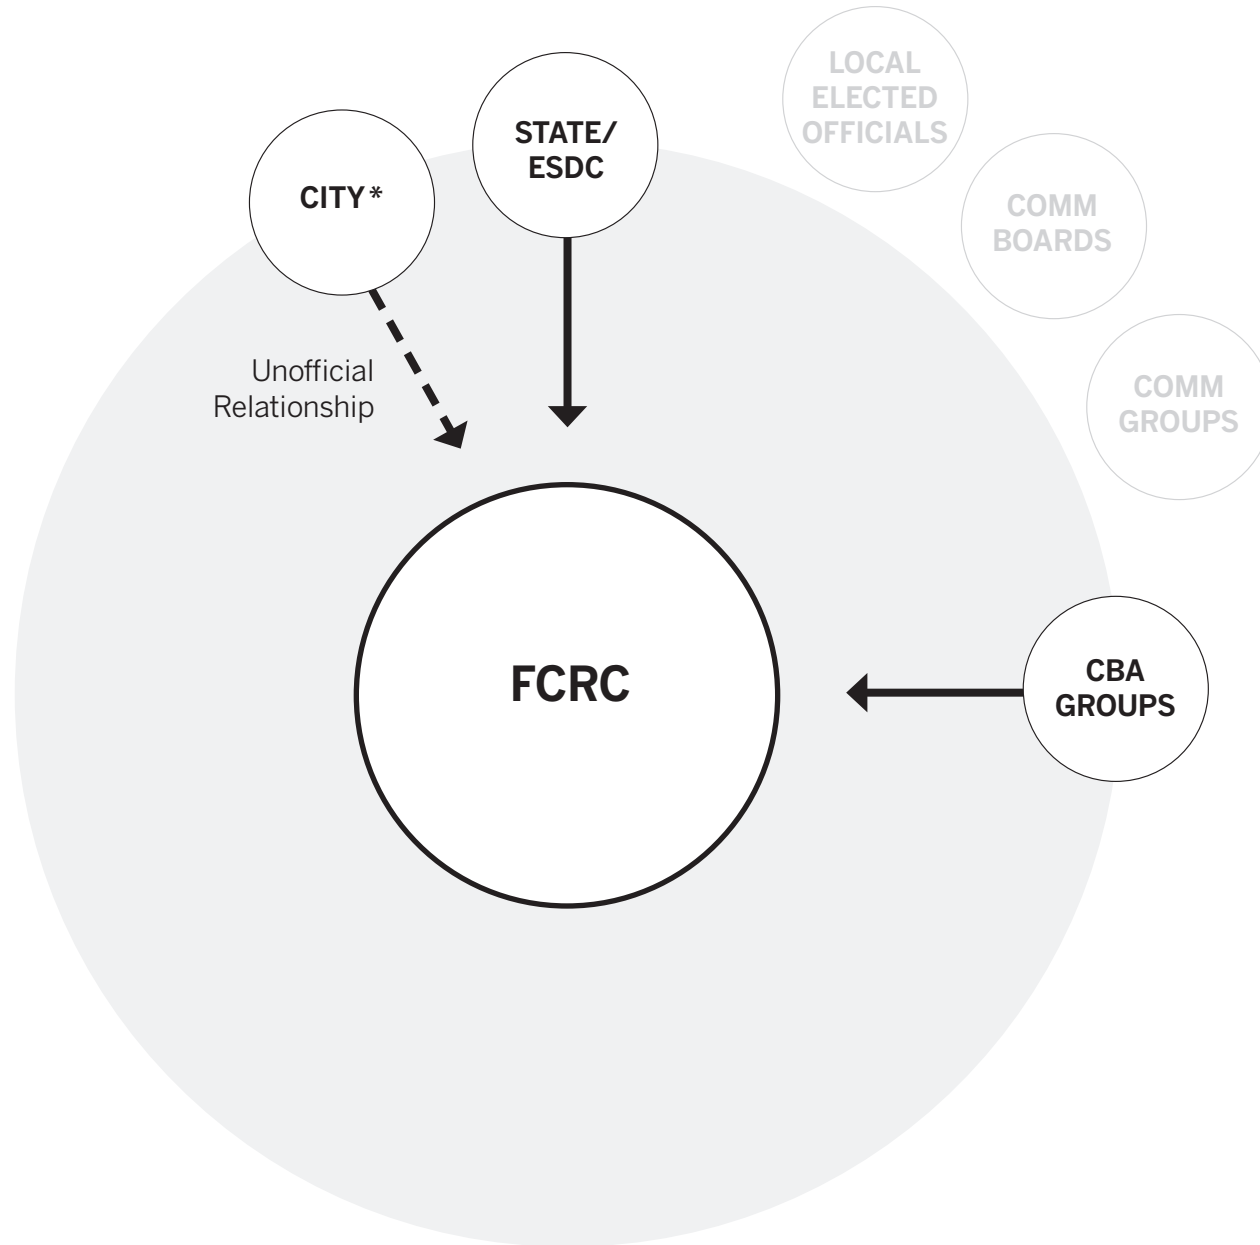 LOCAL
ELECTED
OFFICIALS
STATE/
ESDC
CITY*
COMM
BOARDS
Unofficial
Relationship
COMM
GROUPS
FCRC
CBA
GROUPS